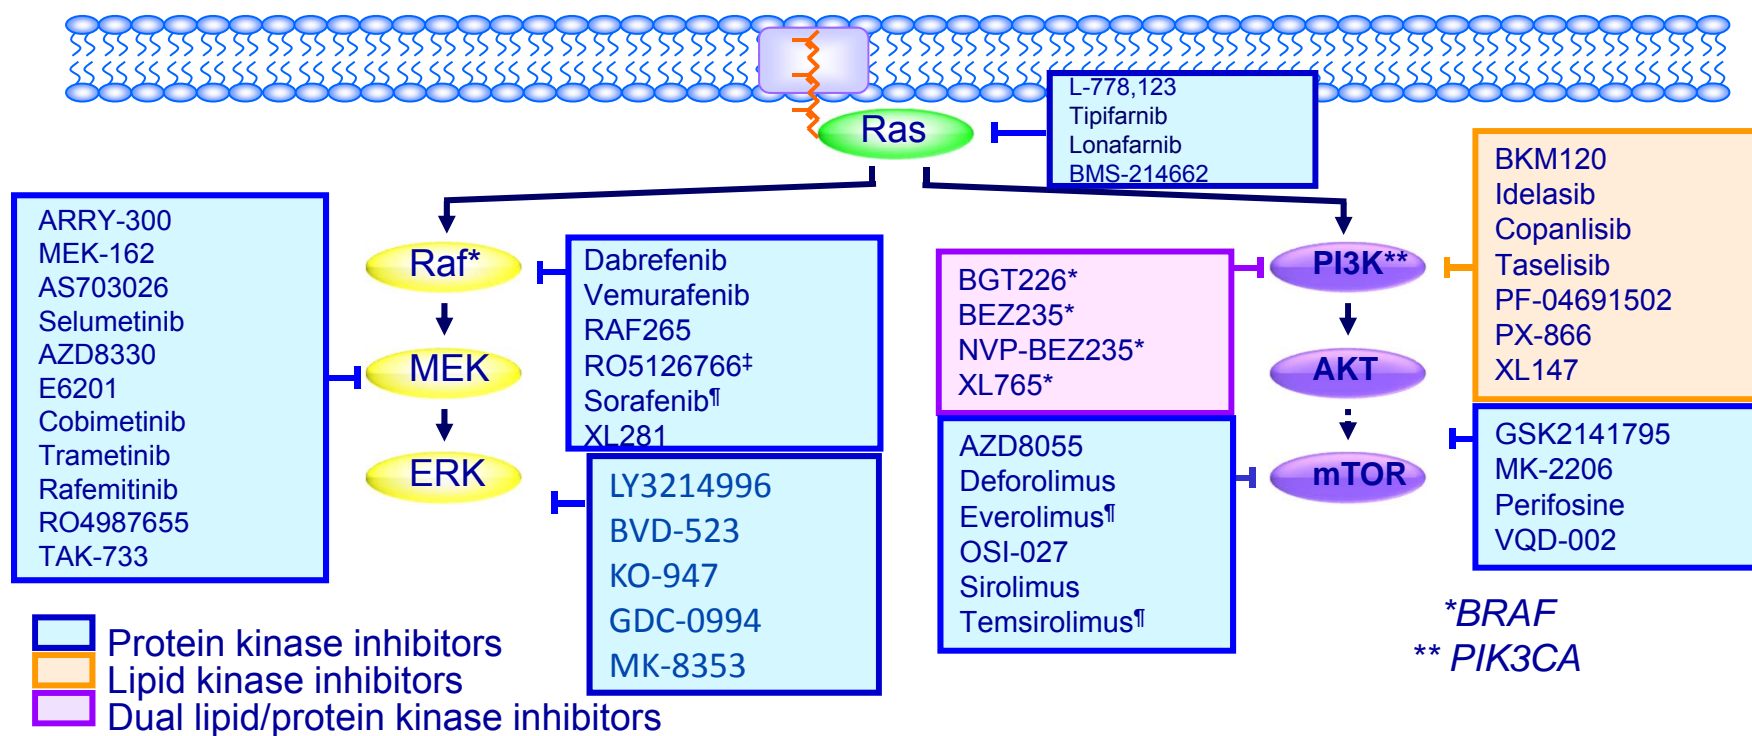 L-778,123
Tipifarnib
Lonafarnib
BMS-214662
Ras
ARRY-300
MEK-162
AS703026
Selumetinib
AZD8330
E6201
Cobimetinib
Trametinib
Rafemitinib
RO4987655
TAK-733
Raf*
MEK
ERK
Dabrefenib
Vemurafenib
RAF265
RO5126766‡
Sorafenib¶
XL281
LY3214996
BVD-523
KO-947
GDC-0994
MK-8353
BGT226*
BEZ235*
NVP-BEZ235*
XL765*
AZD8055
Deforolimus
Everolimus¶
OSI-027
Sirolimus
Temsirolimus¶
PI3K**
AKT
mTOR
BKM120
Idelasib
Copanlisib
Taselisib
PF-04691502
PX-866
XL147
GSK2141795
MK-2206
Perifosine
VQD-002
*BRAF
** PIK3CA
Protein kinase inhibitors
Lipid kinase inhibitors
Dual lipid/protein kinase inhibitors